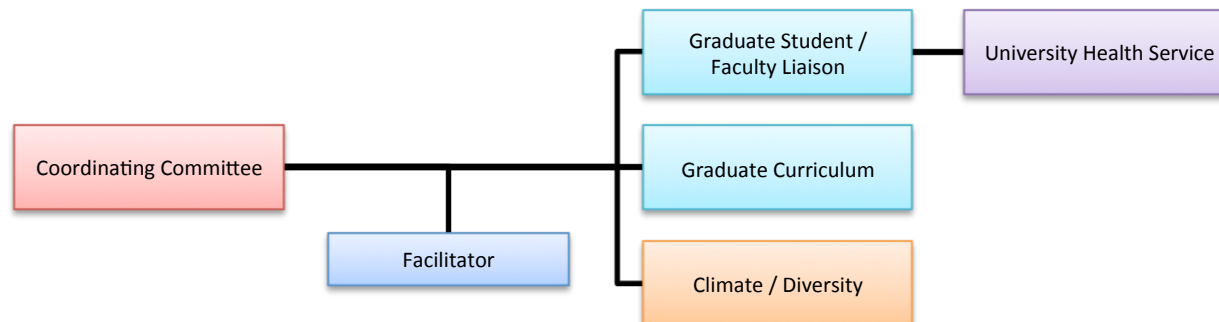 Graduate Student /
Faculty Liaison
University Health Service
Coordinating Committee
Graduate Curriculum
Facilitator
Climate / Diversity